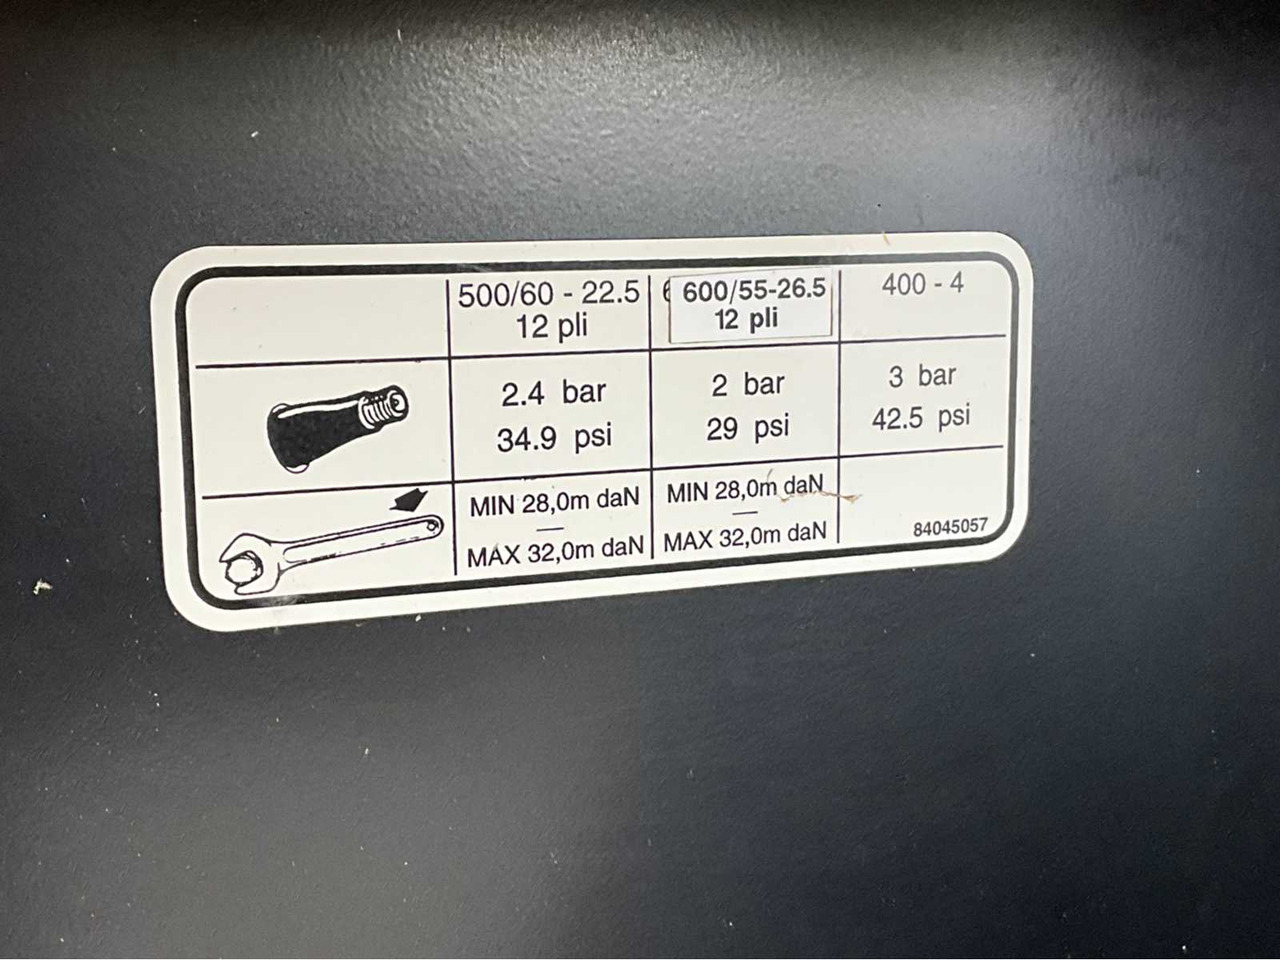 500/60 - 22.5
12 pli
600/55-26.5
12 pli
400 - 4
2.4 bar
34.9 psi
2 bar
29 psi
3 bar
42.5 psi
MIN 28,0m daN
—
MAX 32,0m daN
MIN 28,0m daN
—
MAX 32,0m daN
84045057